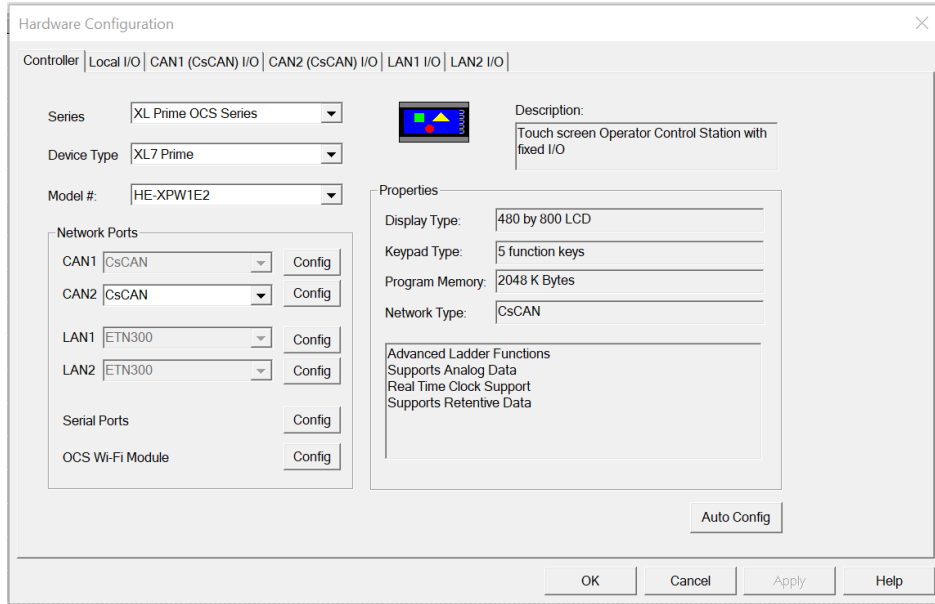 Hardware Configuration
Controller
Local I/O
CAN1 (CsCAN) I/O
CAN2 (CsCAN) I/O
LAN1 I/O
LAN2 I/O
Series
XL Prime OCS Series
Device Type
XL7 Prime
Model #:
HE-XPW1E2
Network Ports
CAN1
CsCAN
Config
CAN2
CsCAN
Config
LAN1
ETN300
Config
LAN2
ETN300
Config
Serial Ports
Config
OCS Wi-Fi Module
Config
Description:
Touch screen Operator Control Station with
fixed I/O
Properties
Display Type:
480 by 800 LCD
Keypad Type:
5 function keys
Program Memory:
2048 K Bytes
Network Type:
CsCAN
Advanced Ladder Functions
Supports Analog Data
Real Time Clock Support
Supports Retentive Data
Auto Config
OK
Cancel
Apply
Help